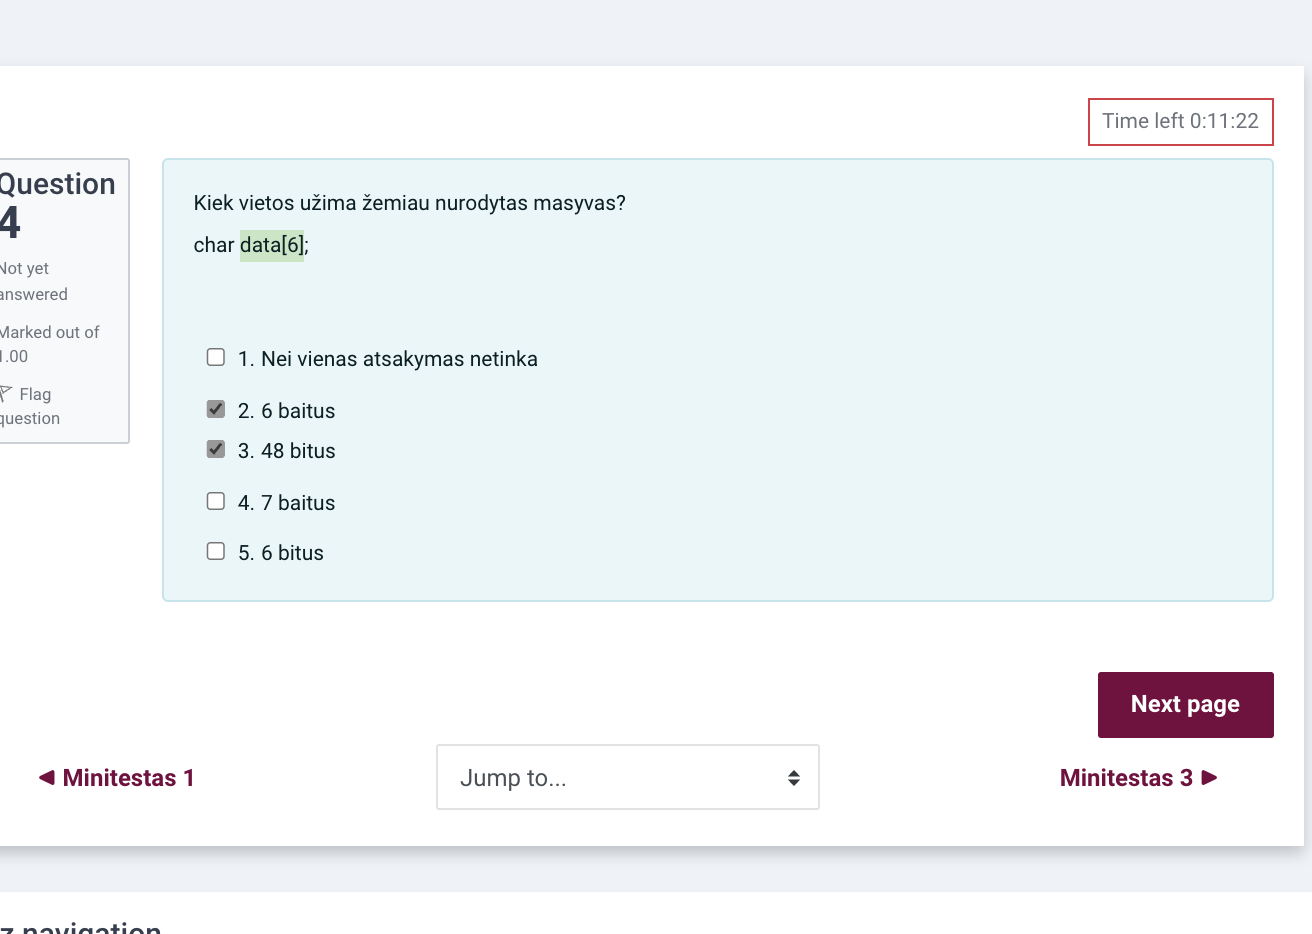 Time left 0:11:22
Question
4
Not yet
answered
Marked out of
1.00
Flag
question
Kiek vietos užima žemiau nurodytas masyvas?
char data[6];
1. Nei vienas atsakymas netinka
2. 6 baitus
3. 48 bitus
4. 7 baitus
5. 6 bitus
Next page
Minitestas 1
Jump to...
Minitestas 3
z navigation